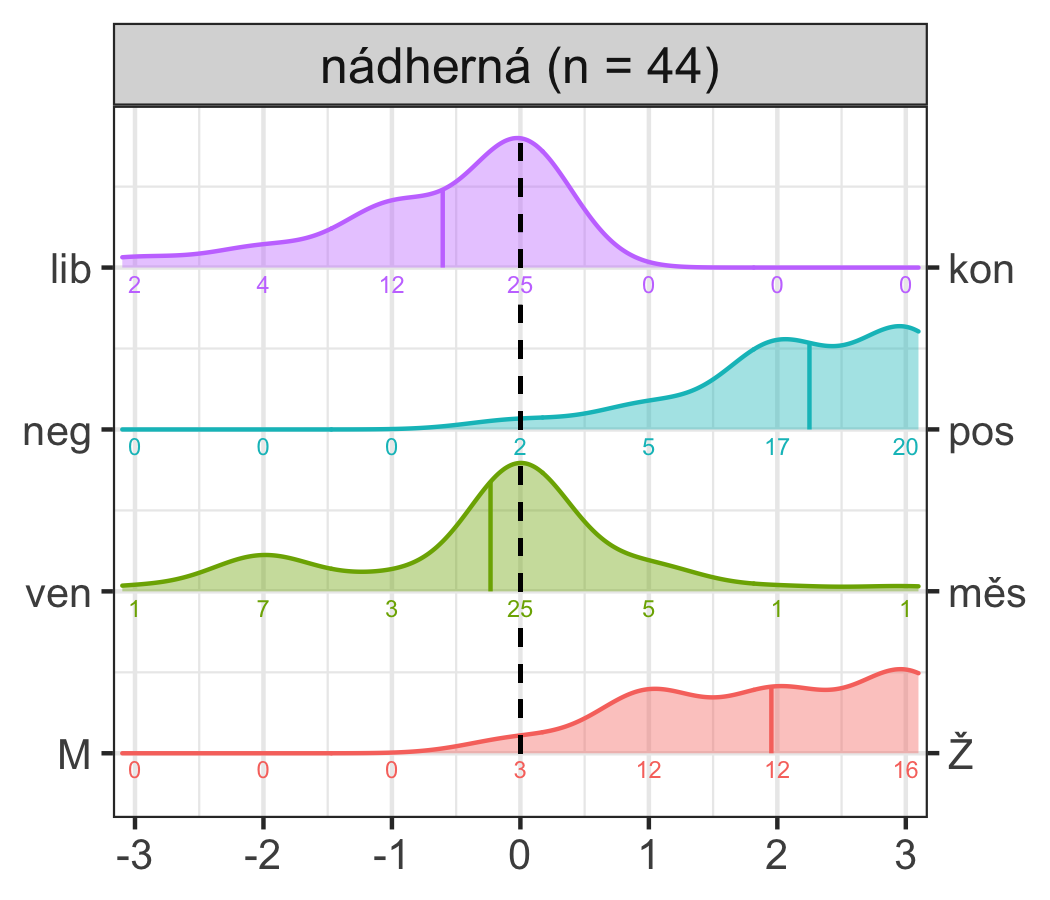 nádherná (n = 44)
lib kon
2 4 12 25 0 0 0
neg pos
0 0 0 2 5 17 20
ven měs
1 7 3 25 5 1 1
M Ž
0 0 0 3 12 12 16
-3 -2 -1 0 1 2 3